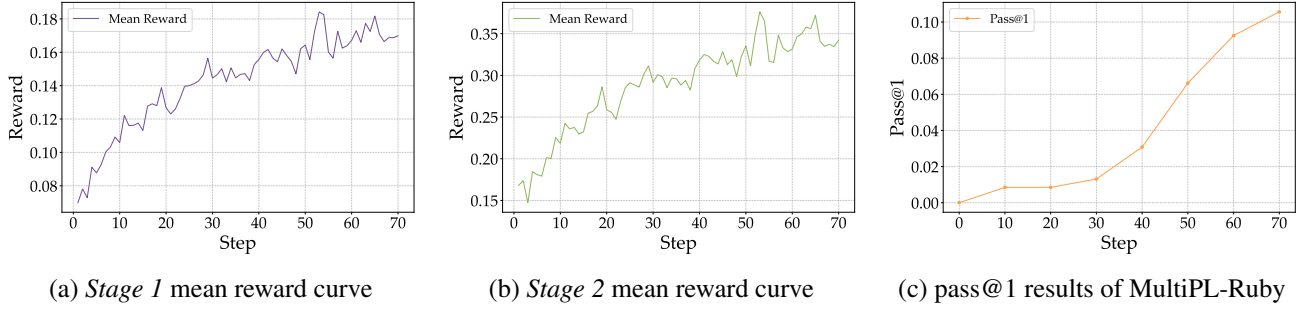 Mean Reward
0.16
0.14
0.12
0.10
0.08
Reward
0 10 20 30 40 50 60 70
Step
(a) Stage 1 mean reward curve
Mean Reward
0.35
0.30
0.25
0.20
0.15
Reward
0 10 20 30 40 50 60 70
Step
(b) Stage 2 mean reward curve
Pass@1
0.10
0.08
0.06
0.04
0.02
0.00
Pass@1
0 10 20 30 40 50 60 70
Step
(c) pass@1 results of MultiPL-Ruby